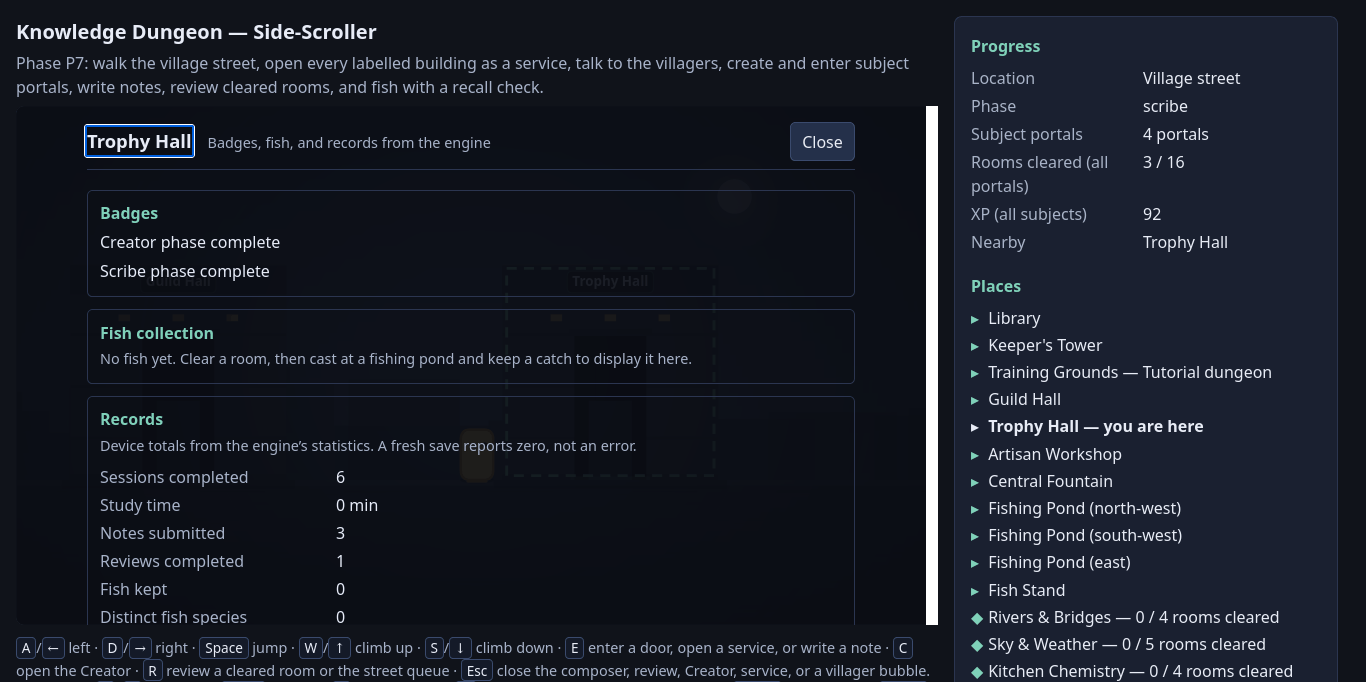 Knowledge Dungeon — Side-Scroller
Phase P7: walk the village street, open every labelled building as a service, talk to the villagers, create and enter subject
portals, write notes, review cleared rooms, and fish with a recall check.
Trophy Hall Badges, fish, and records from the engine Close
Badges
Creator phase complete
Scribe phase complete
Guild Hall
Trophy Hall
Fish collection
No fish yet. Clear a room, then cast at a fishing pond and keep a catch to display it here.
Records
Device totals from the engine’s statistics. A fresh save reports zero, not an error.
Sessions completed 6
Study time 0 min
Notes submitted 3
Reviews completed 1
Fish kept 0
Distinct fish species 0
A/← left · D/→ right · Space jump · W/↑ climb up · S/↓ climb down · E enter a door, open a service, or write a note · C
open the Creator · R review a cleared room or the street queue · Esc close the composer, review, Creator, service, or a villager bubble.
Progress
Location Village street
Phase scribe
Subject portals 4 portals
Rooms cleared (all 3 / 16
portals)
XP (all subjects) 92
Nearby Trophy Hall
Places
▸ Library
▸ Keeper's Tower
▸ Training Grounds — Tutorial dungeon
▸ Guild Hall
▸ Trophy Hall — you are here
▸ Artisan Workshop
▸ Central Fountain
▸ Fishing Pond (north-west)
▸ Fishing Pond (south-west)
▸ Fishing Pond (east)
▸ Fish Stand
◆ Rivers & Bridges — 0 / 4 rooms cleared
◆ Sky & Weather — 0 / 5 rooms cleared
◆ Kitchen Chemistry — 0 / 4 rooms cleared